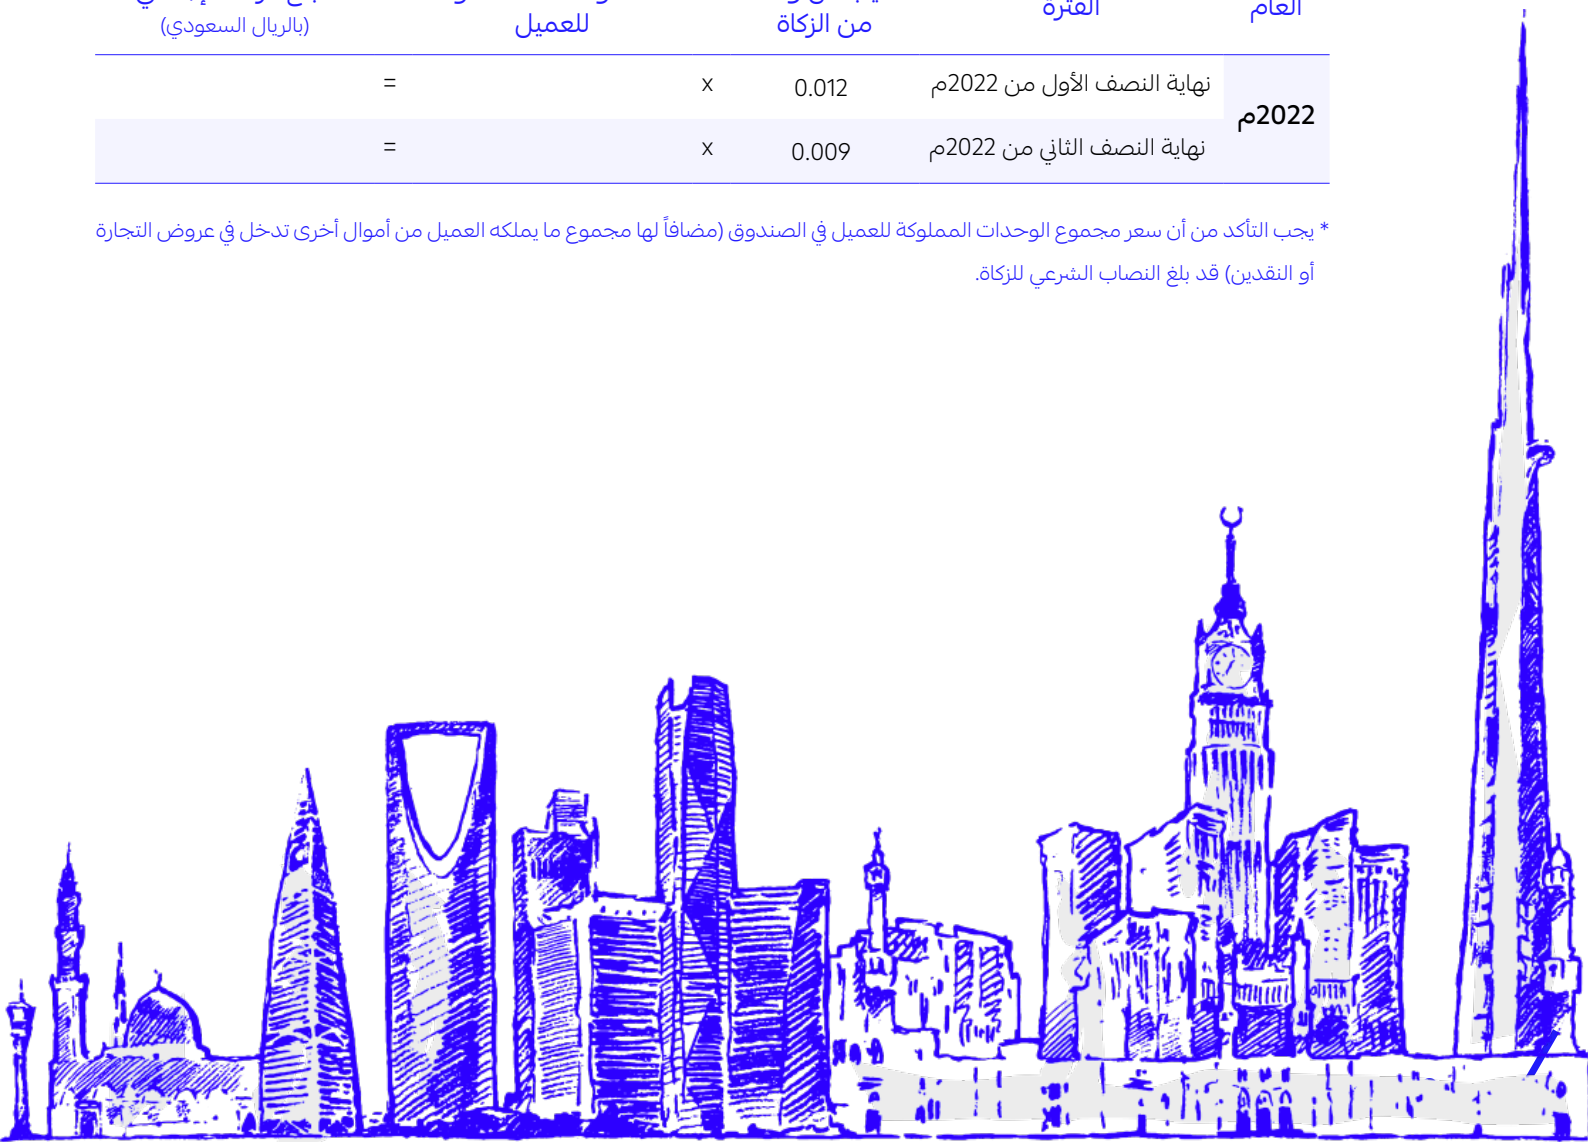 العام الفترة
من الزكاة للعميل (بالريال السعودي)
2022م
نهاية النصف الأول من 2022م 0.012 x =
نهاية النصف الثاني من 2022م 0.009 x =
* يجب التأكد من أن سعر مجموع الوحدات المملوكة للعميل في الصندوق (مضافاً لها مجموع ما يملكه العميل من أموال أخرى تدخل في عروض التجارة
أو النقدين) قد بلغ النصاب الشرعي للزكاة.